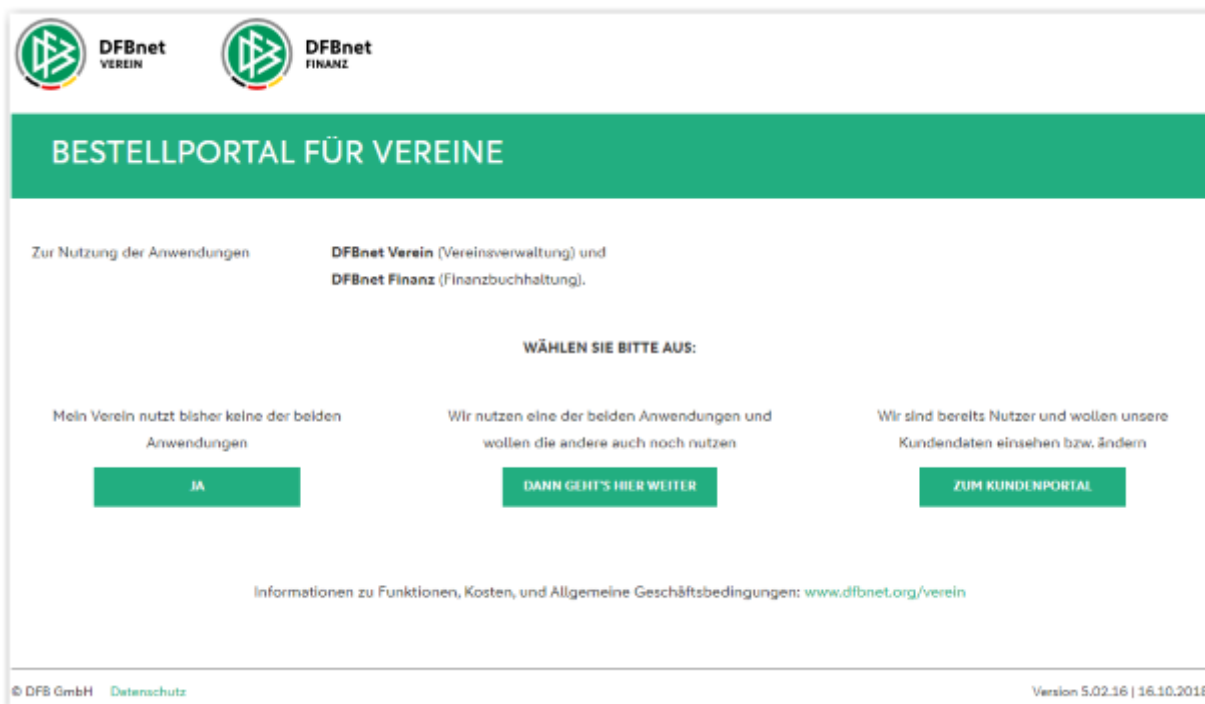 DFBnet
VEREIN
DFBnet
FINANZ
BESTELLPORTAL FÜR VEREINE
Zur Nutzung der Anwendungen
DFBnet Verein (Vereinsverwaltung) und
DFBnet Finanz (Finanzbuchhaltung).
WÄHLEN SIE BITTE AUS:
Mein Verein nutzt bisher keine der beiden
Anwendungen
JA
Wir nutzen eine der beiden Anwendungen und
wollen die andere auch noch nutzen
DANN GEHT'S HIER WEITER
Wir sind bereits Nutzer und wollen unsere
Kundendaten einsehen bzw. ändern
ZUM KUNDENPORTAL
Informationen zu Funktionen, Kosten, und Allgemeine Geschäftsbedingungen: www.dfbnet.org/verein
© DFB GmbH Datenschutz
Version 5.02.16 | 16.10.2018